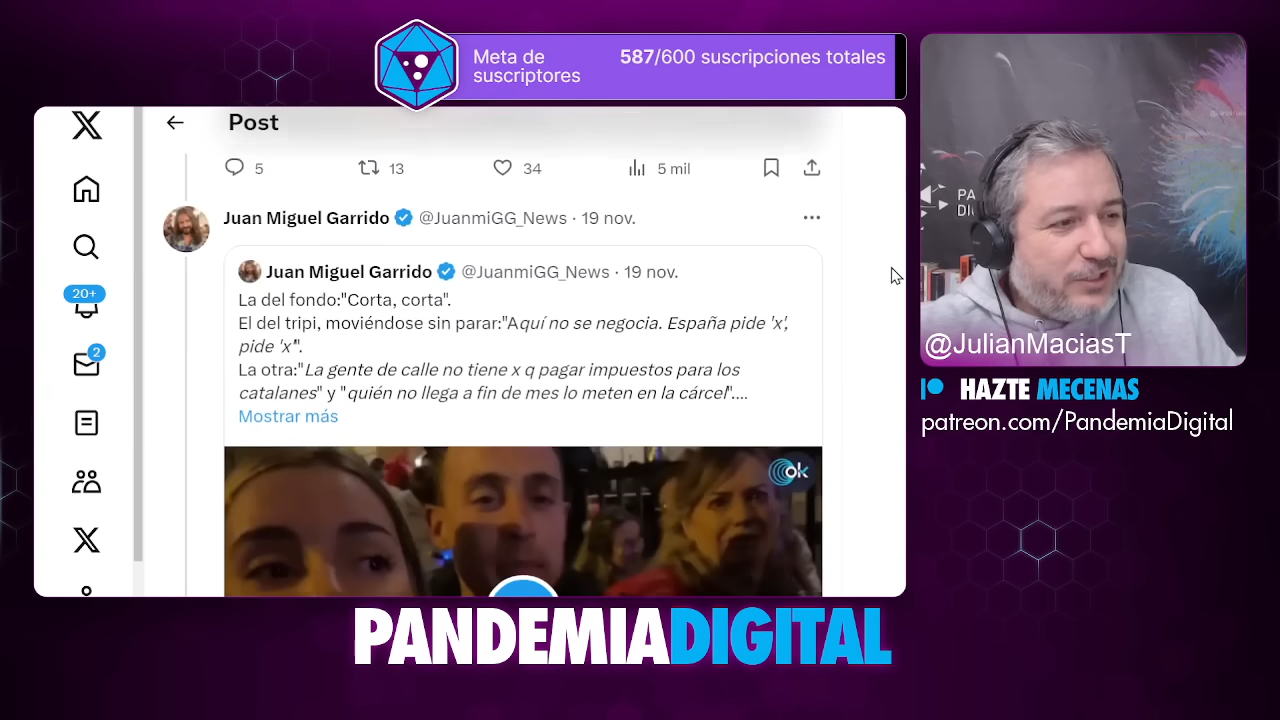 Meta de
suscriptores
587/600 suscripciones totales
Post
5
13
34
5 mil
Juan Miguel Garrido @JuanmiGG_News · 19 nov.
Juan Miguel Garrido @JuanmiGG_News · 19 nov.
La del fondo:"Corta, corta".
El del tripi, moviéndose sin parar:"Aquí no se negocia. España pide 'x',
pide 'x'".
La otra:"La gente de calle no tiene x q pagar impuestos para los
catalanes" y "quién no llega a fin de mes lo meten en la cárcel"....
Mostrar más
20+
2
ok
PA
DI
@JulianMaciasT
HAZTE MECENAS
patreon.com/PandemiaDigital
PANDEMIADIGITAL